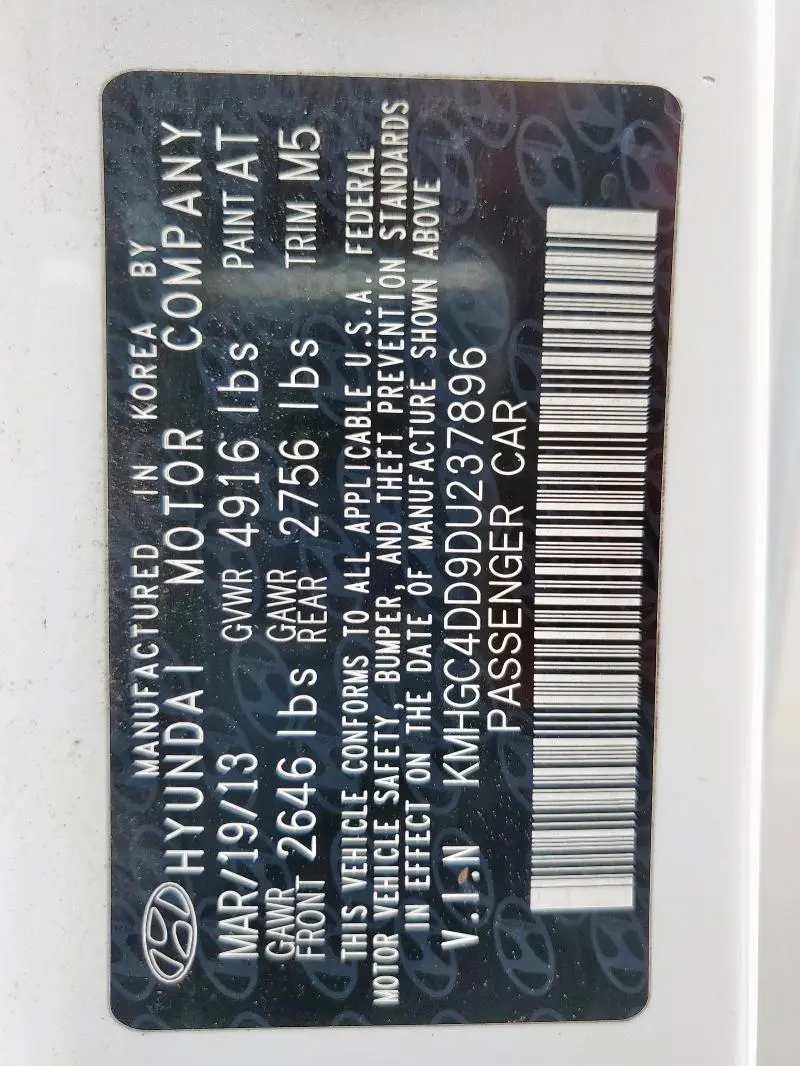 MANUFACTURED IN KOREA BY
HYUNDAI MOTOR COMPANY
MAR/19/13 GVWR 4916 lbs PAINT AT
GAWR FRONT 2646 lbs GAWR REAR 2756 lbs TRIM M5
THIS VEHICLE CONFORMS TO ALL APPLICABLE U.S.A. FEDERAL
MOTOR VEHICLE SAFETY, BUMPER, AND THEFT PREVENTION STANDARDS
IN EFFECT ON THE DATE OF MANUFACTURE SHOWN ABOVE
V.I.N KMHGC4DD9DU237896
PASSENGER CAR